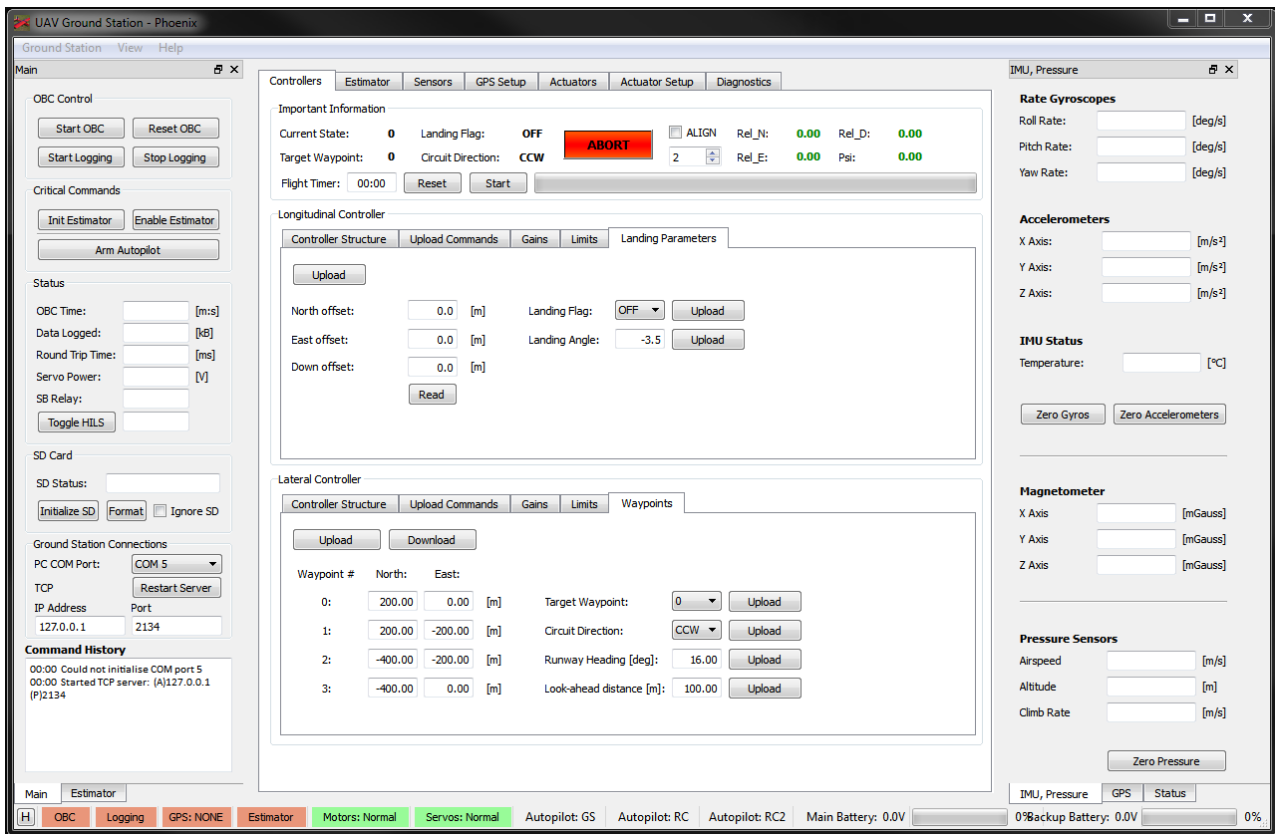 UAV Ground Station - Phoenix
Ground Station View Help
Main
OBC Control
Start OBC Reset OBC
Start Logging Stop Logging
Critical Commands
Init Estimator Enable Estimator
Arm Autopilot
Status
OBC Time: [m:s]
Data Logged: [kB]
Round Trip Time: [ms]
Servo Power: [V]
SB Relay:
Toggle HILS
SD Card
SD Status:
Initialize SD Format Ignore SD
Ground Station Connections
PC COM Port: COM 5
TCP Restart Server
IP Address Port
127.0.0.1 2134
Command History
00:00 Could not initialise COM port 5
00:00 Started TCP server: (A)127.0.0.1
(P)2134
Main Estimator
Controllers Estimator Sensors GPS Setup Actuators Actuator Setup Diagnostics
Important Information
Current State: 0 Landing Flag: OFF ABORT ALIGN Rel_N: 0.00 Rel_D: 0.00
Target Waypoint: 0 Circuit Direction: CCW 2 Rel_E: 0.00 Psi: 0.00
Flight Timer: 00:00 Reset Start
Longitudinal Controller
Controller Structure Upload Commands Gains Limits Landing Parameters
Upload
North offset: 0.0 [m] Landing Flag: OFF Upload
East offset: 0.0 [m] Landing Angle: -3.5 Upload
Down offset: 0.0 [m]
Read
Lateral Controller
Controller Structure Upload Commands Gains Limits Waypoints
Upload Download
Waypoint # North: East:
0: 200.00 0.00 [m] Target Waypoint: 0 Upload
1: 200.00 -200.00 [m] Circuit Direction: CCW Upload
2: -400.00 -200.00 [m] Runway Heading [deg]: 16.00 Upload
3: -400.00 0.00 [m] Look-ahead distance [m]: 100.00 Upload
IMU, Pressure
Rate Gyroscopes
Roll Rate: [deg/s]
Pitch Rate: [deg/s]
Yaw Rate: [deg/s]
Accelerometers
X Axis: [m/s²]
Y Axis: [m/s²]
Z Axis: [m/s²]
IMU Status
Temperature: [°C]
Zero Gyros Zero Accelerometers
Magnetometer
X Axis [mGauss]
Y Axis [mGauss]
Z Axis [mGauss]
Pressure Sensors
Airspeed [m/s]
Altitude [m]
Climb Rate [m/s]
Zero Pressure
IMU, Pressure GPS Status
H OBC Logging GPS: NONE Estimator Motors: Normal Servos: Normal Autopilot: GS Autopilot: RC Autopilot: RC2 Main Battery: 0.0V 0% Backup Battery: 0.0V 0%